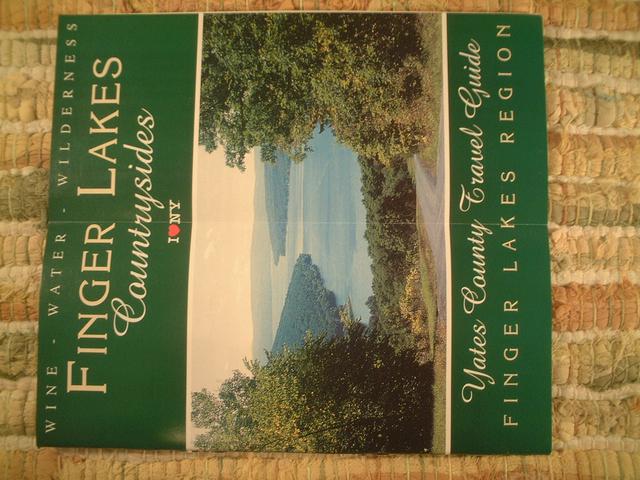 WINE - WATER - WILDERNESS
FINGER LAKES
Countrysides
I♥NY
Yates County Travel Guide
FINGER LAKES REGION